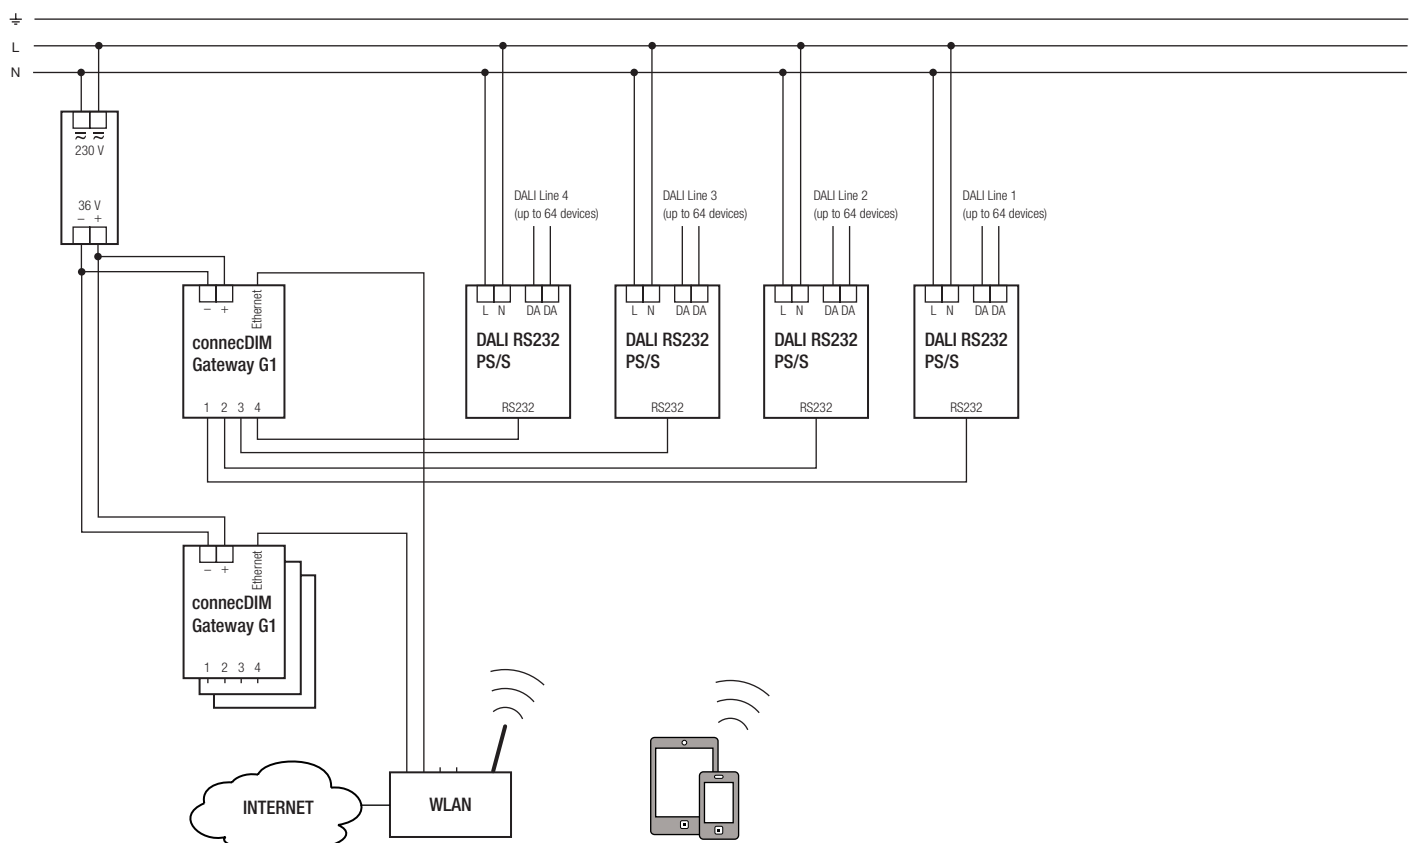 L
N
230 V
36 V
– +
DALI Line 4
(up to 64 devices)
DALI Line 3
(up to 64 devices)
DALI Line 2
(up to 64 devices)
DALI Line 1
(up to 64 devices)
– +
Ethernet
connecDIM
Gateway G1
1 2 3 4
L N DA DA
DALI RS232
PS/S
RS232
L N DA DA
DALI RS232
PS/S
RS232
L N DA DA
DALI RS232
PS/S
RS232
L N DA DA
DALI RS232
PS/S
RS232
– +
Ethernet
connecDIM
Gateway G1
1 2 3 4
INTERNET
WLAN